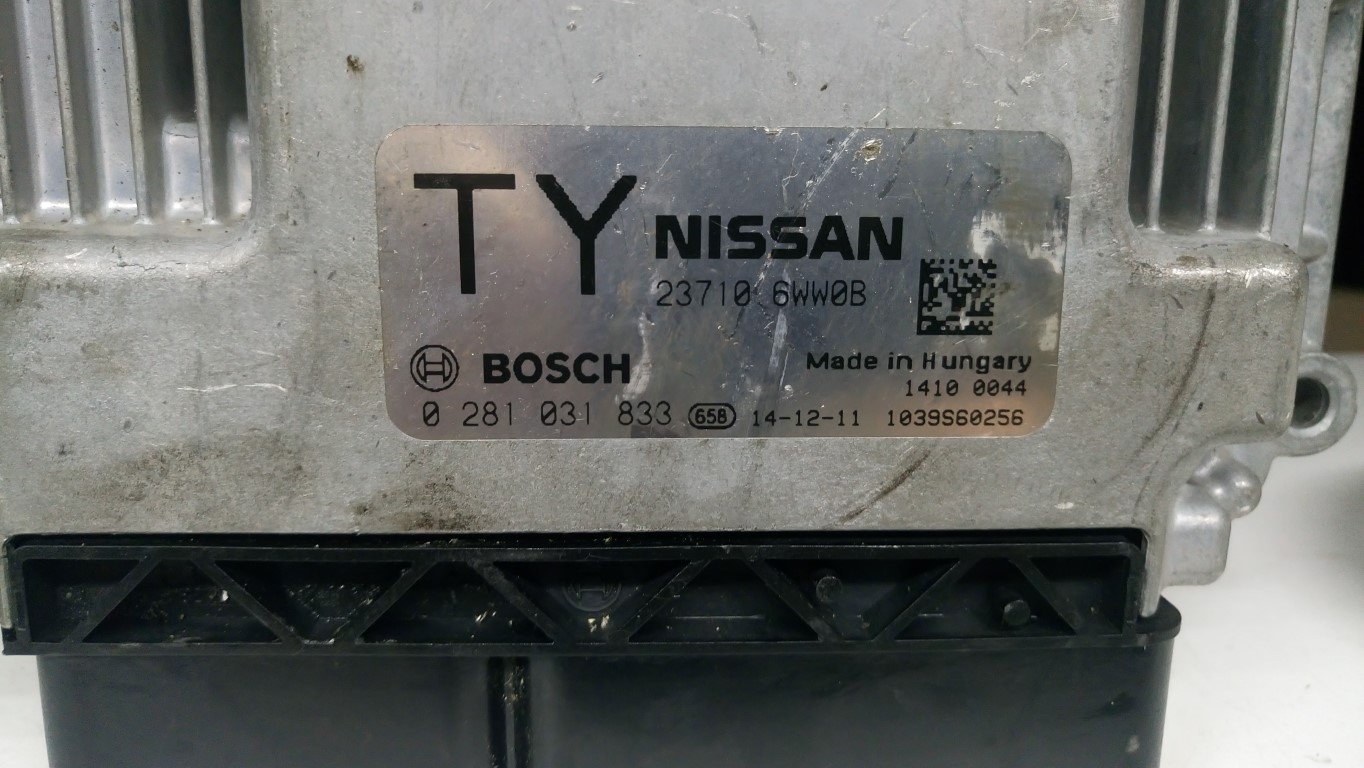 TY NISSAN
23710 6WW0B
BOSCH Made in Hungary
1410 0044
0 281 031 833 658 14-12-11 1039S60256